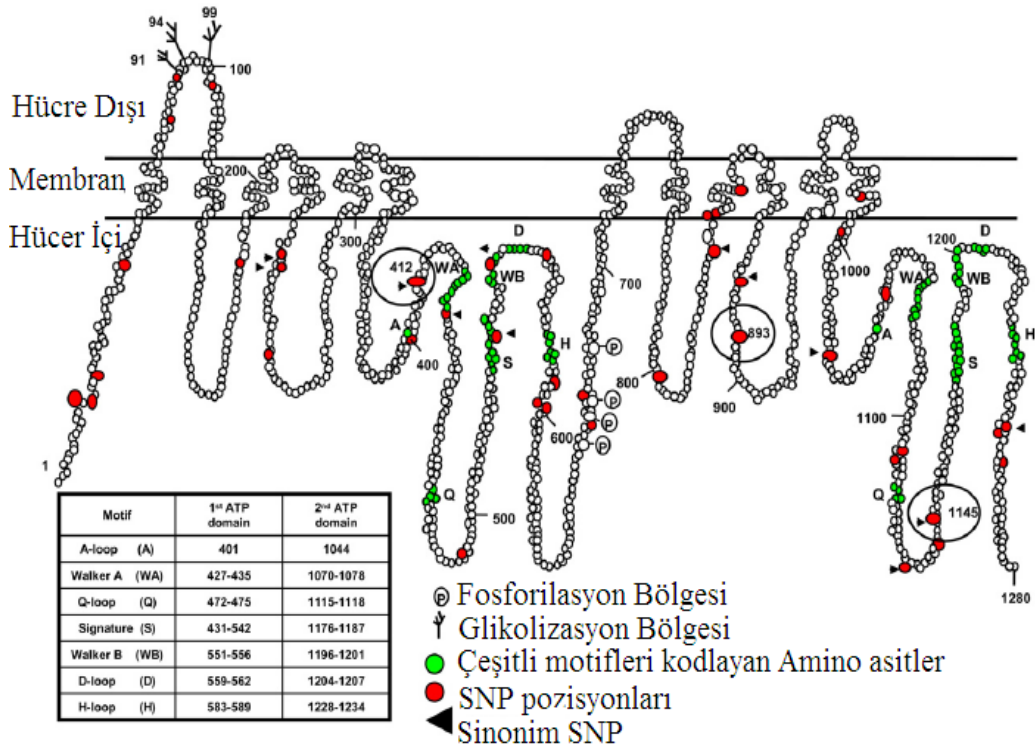 94
99
91
100
Hücre Dışı
Membran
200
Hücer İçi
300
412
WA
D
WB
A
400
S
H
Q
500
600
P
P
P
700
800
893
900
1000
1200
D
WA
WB
A
H
S
1100
Q
1145
1280
1
Motif 1st ATP domain 2nd ATP domain
A-loop (A) 401 1044
Walker A (WA) 427-435 1070-1078
Q-loop (Q) 472-475 1115-1118
Signature (S) 431-542 1176-1187
Walker B (WB) 551-556 1196-1201
D-loop (D) 559-562 1204-1207
H-loop (H) 583-589 1228-1234
P Fosforilasyon Bölgesi
Glikolizasyon Bölgesi
Çeşitli motifleri kodlayan Amino asitler
SNP pozisyonları
Sinonim SNP